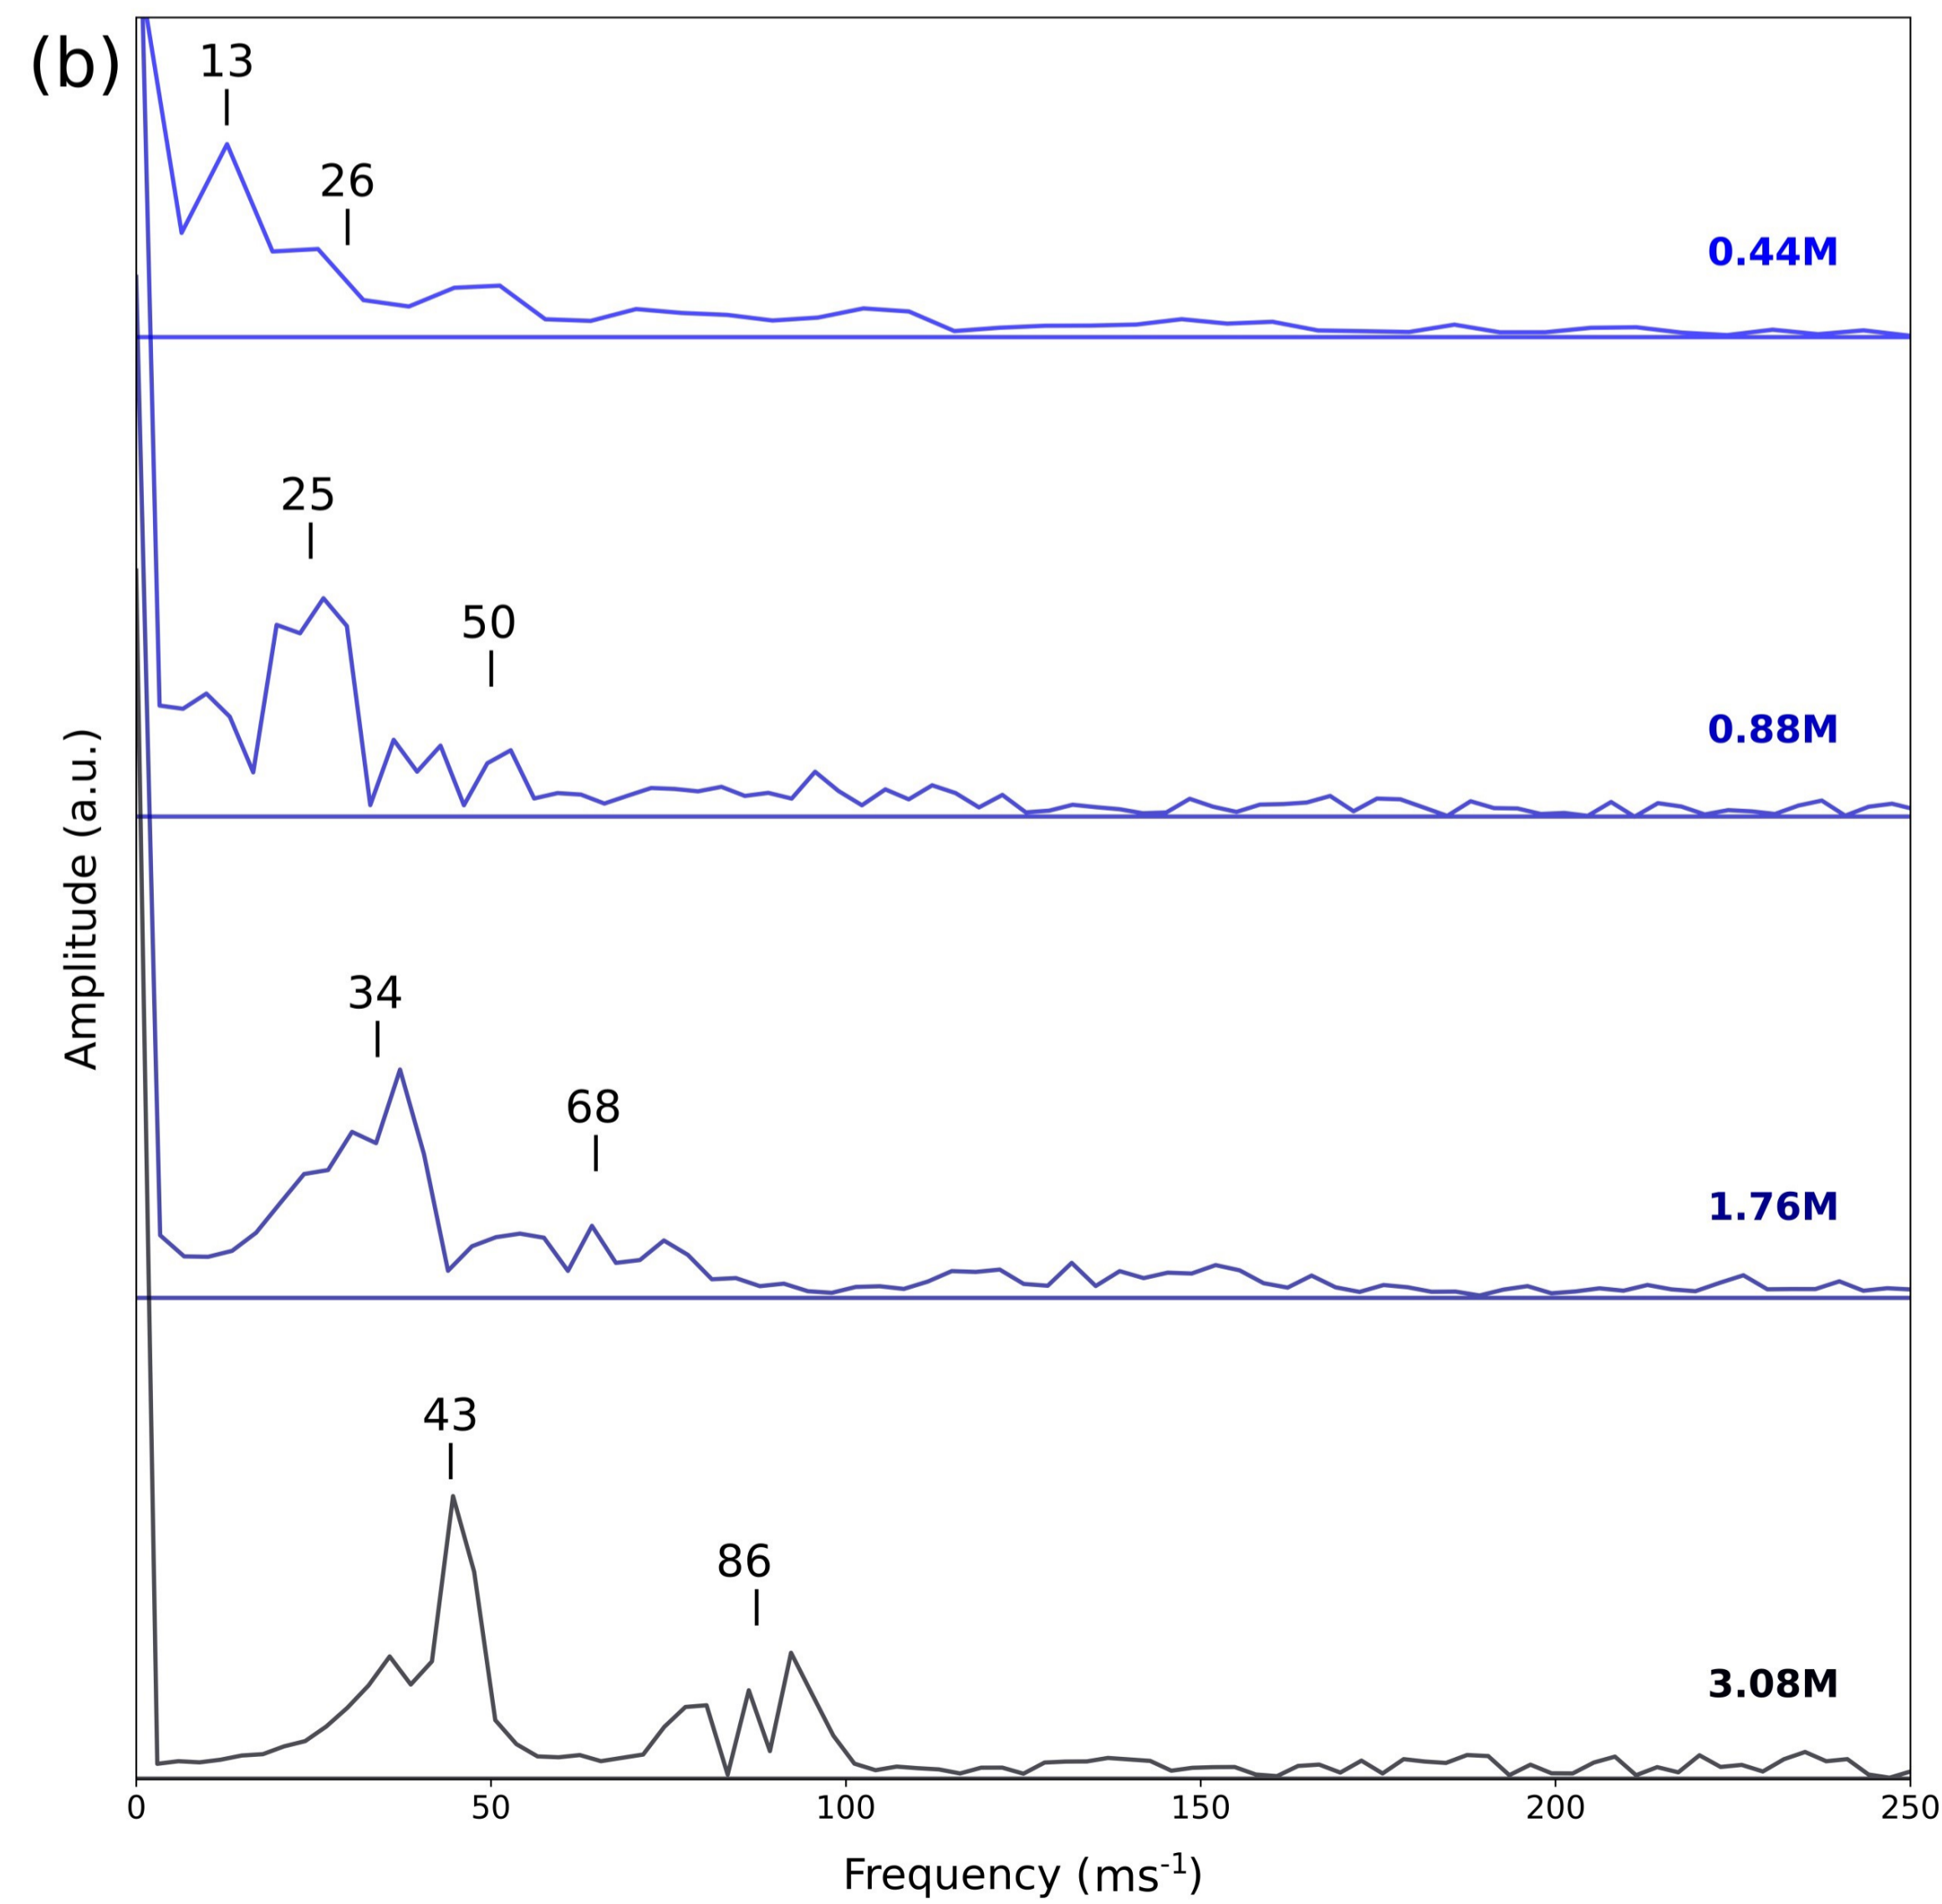 (b)
13
26
0.44M
25
50
0.88M
Amplitude (a.u.)
34
68
1.76M
43
86
3.08M
0 50 100 150 200 250
Frequency (ms⁻¹)